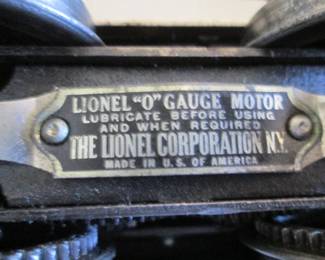 LIONEL "O" GAUGE MOTOR
LUBRICATE BEFORE USING
AND WHEN REQUIRED
THE LIONEL CORPORATION N.Y.
MADE IN U.S. OF AMERICA